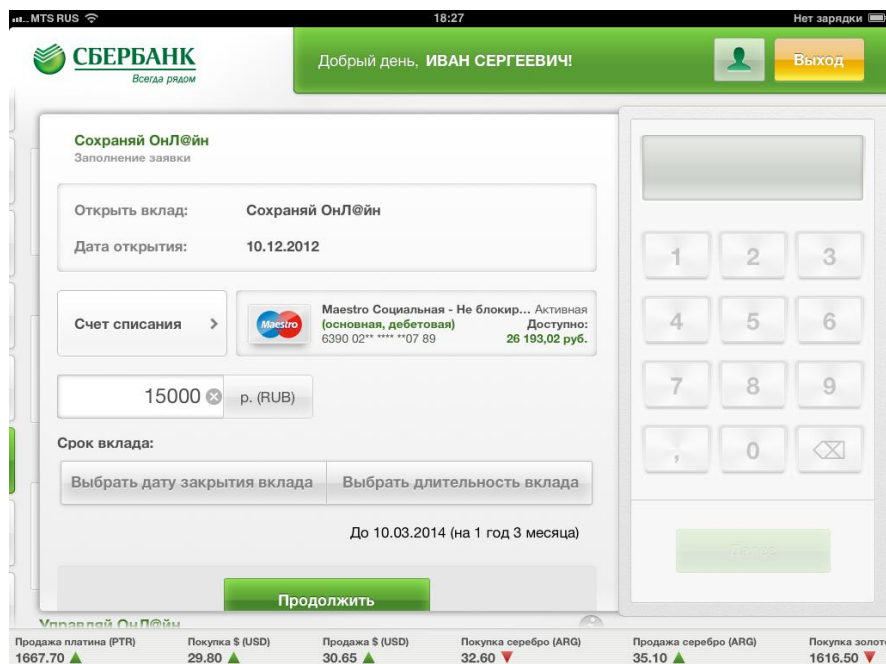 MTS RUS
18:27
Нет зарядки
СБЕРБАНК
Всегда рядом
Добрый день, ИВАН СЕРГЕЕВИЧ!
Выход
Сохраняй ОнЛ@йн
Заполнение заявки
Открыть вклад: Сохраняй ОнЛ@йн
Дата открытия: 10.12.2012
Счет списания
Maestro
Maestro Социальная - Не блокир... Активная
(основная, дебетовая) Доступно:
6390 02** **** **07 89 26 193,02 руб.
15000 р. (RUB)
Срок вклада:
Выбрать дату закрытия вклада Выбрать длительность вклада
До 10.03.2014 (на 1 год 3 месяца)
Продолжить
1 2 3
4 5 6
7 8 9
, 0
Управляй ОнЛ@йн
Продажа платина (PTR) Покупка $ (USD) Продажа $ (USD) Покупка серебро (ARG) Продажа серебро (ARG) Покупка золот
1667.70 29.80 30.65 32.60 35.10 1616.50